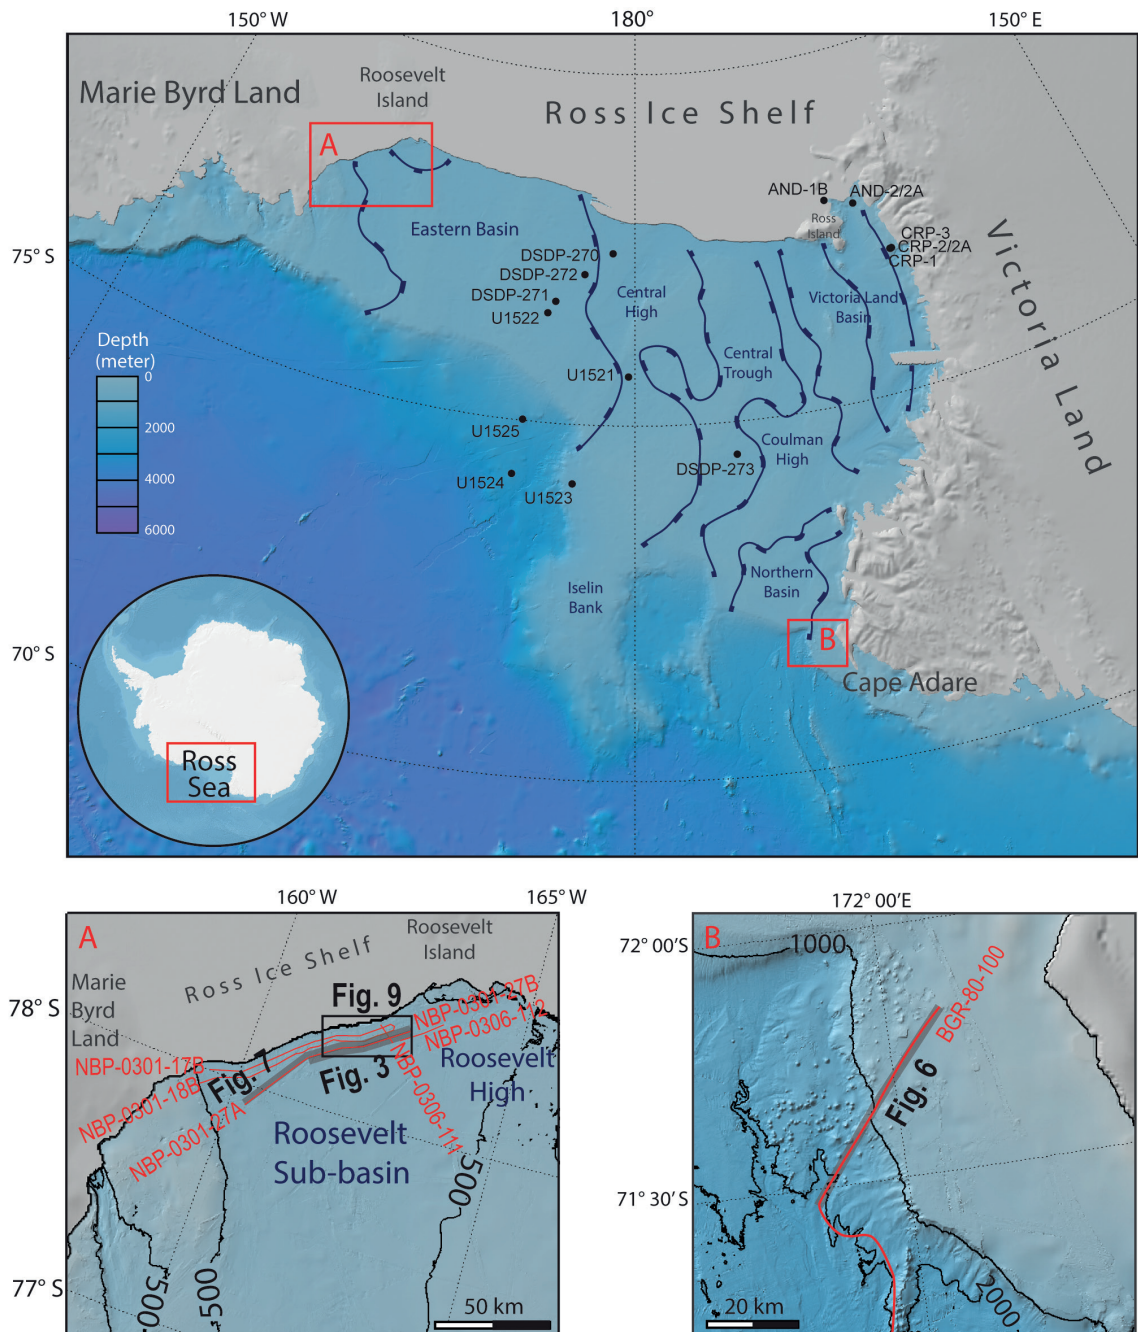 150° W
180°
150° E
Marie Byrd Land
Roosevelt
Island
Ross Ice Shelf
A
AND-1B
AND-2/2A
Ross
Island
CRP-3
CRP-2/2A
CRP-1
Victoria Land
75° S
Eastern Basin
DSDP-270
DSDP-272
DSDP-271
U1522
Central
High
Victoria Land
Basin
Depth
(meter)
0
2000
4000
6000
U1521
Central
Trough
U1525
Coulman
High
DSDP-273
U1524
U1523
Iselin
Bank
Northern
Basin
B
70° S
Cape Adare
Ross
Sea
160° W
165° W
A
Roosevelt
Island
Ross Ice Shelf
Marie
Byrd
Land
78° S
Fig. 9
NBP-0301-27B
NBP-0306-112
NBP-0301-17B
NBP-0301-18B
NBP-0301-27A
Fig. 7
Fig. 3
NBP-0306-111
Roosevelt
High
Roosevelt
Sub-basin
500
500
500
77° S
50 km
172° 00'E
72° 00'S
B
1000
BGR-80-100
Fig. 6
71° 30'S
2000
20 km